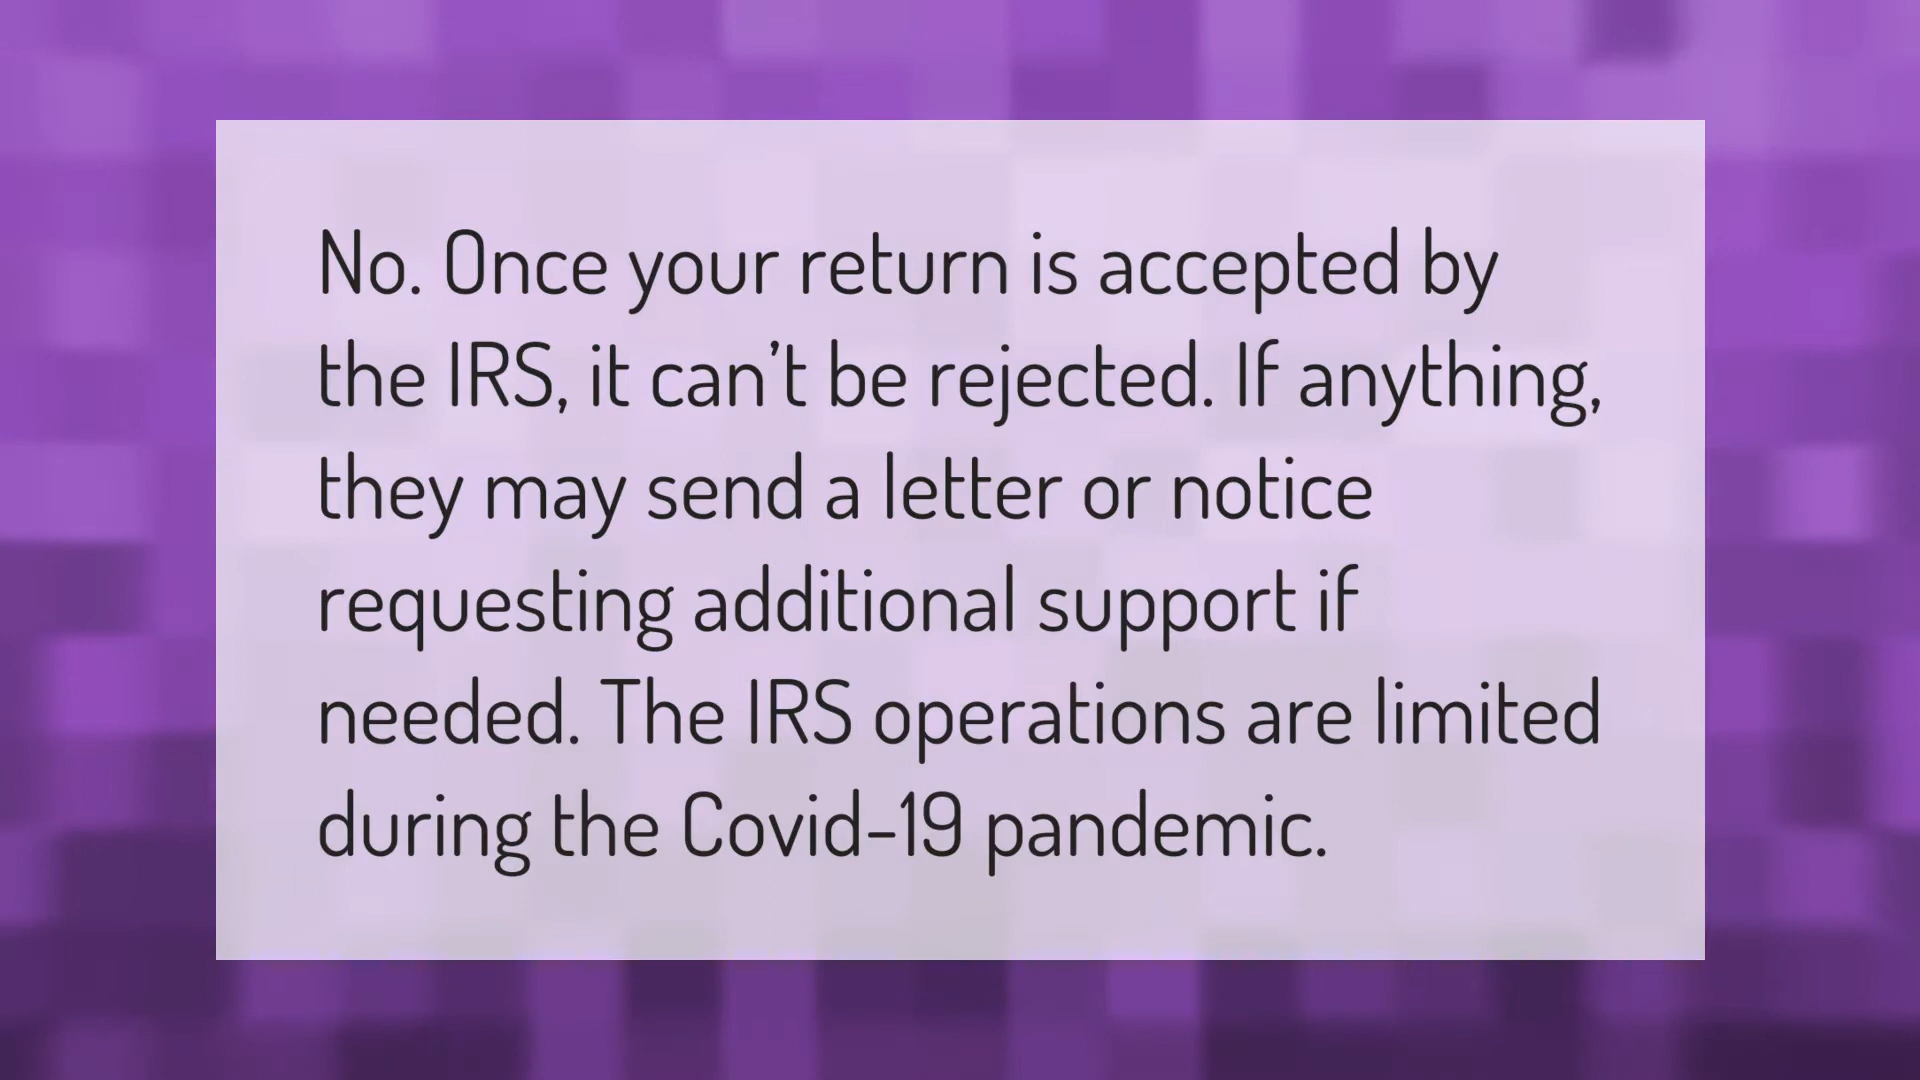 No. Once your return is accepted by
the IRS, it can't be rejected. If anything,
they may send a letter or notice
requesting additional support if
needed. The IRS operations are limited
during the Covid-19 pandemic.